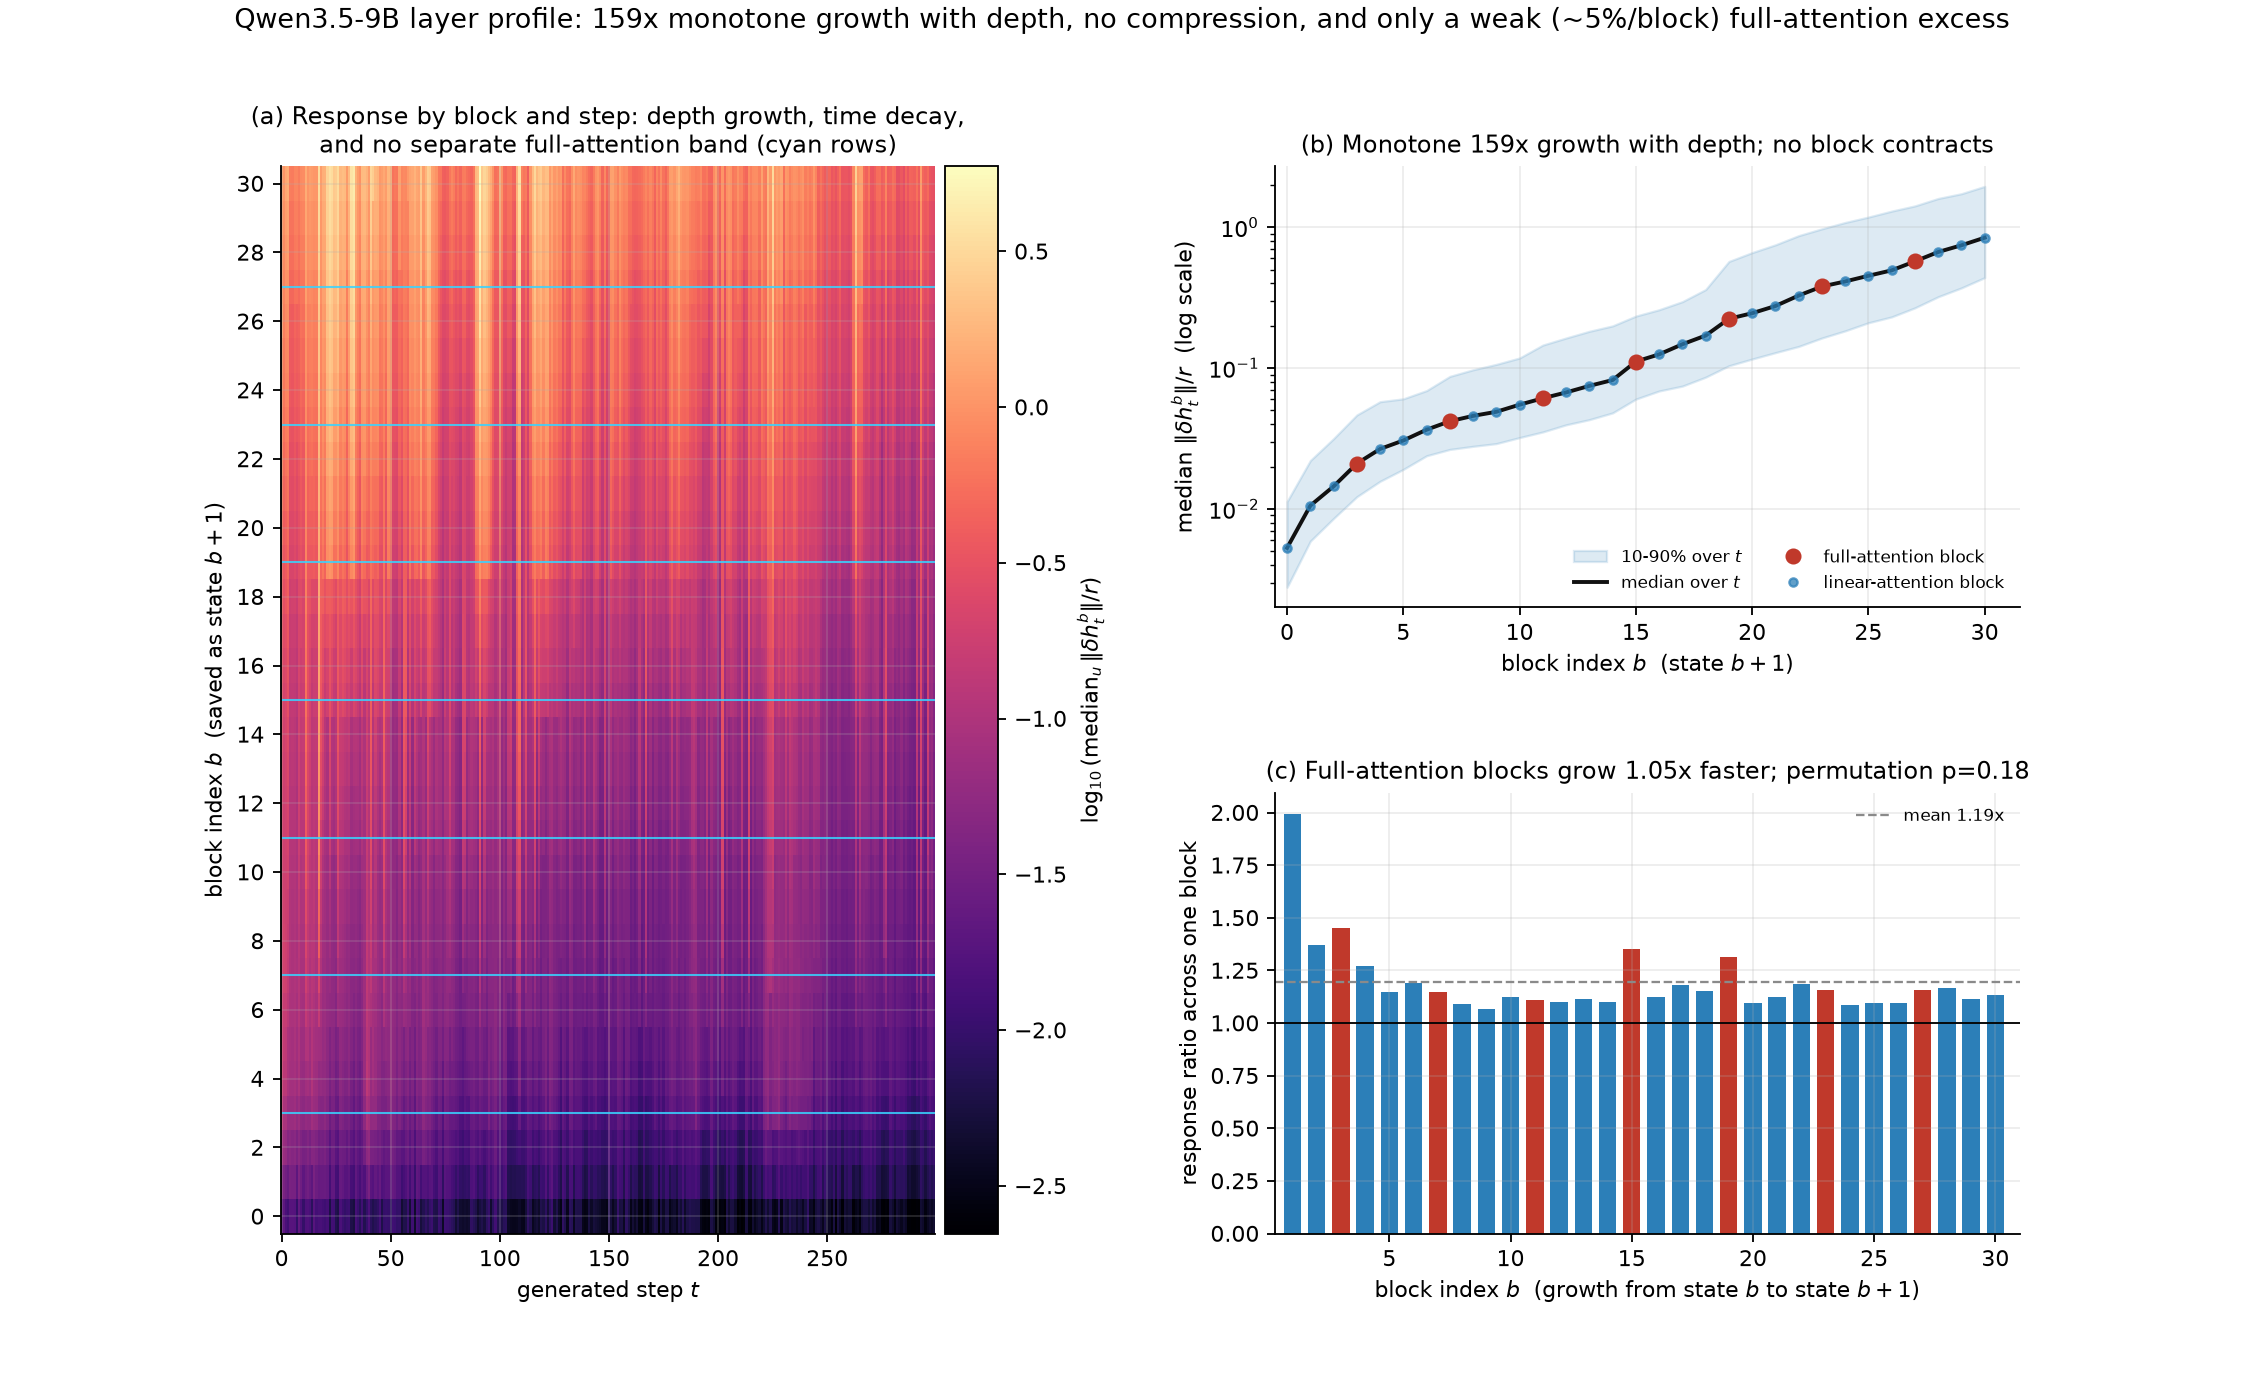 Qwen3.5-9B layer profile: 159x monotone growth with depth, no compression, and only a weak (~5%/block) full-attention excess
(a) Response by block and step: depth growth, time decay,
and no separate full-attention band (cyan rows)
30
28
26
24
22
20
18
16
14
12
10
8
6
4
2
0
block index b (saved as state b + 1)
0 50 100 150 200 250
generated step t
0.5
0.0
−0.5
−1.0
−1.5
−2.0
−2.5
log₁₀(medianᵤ ‖δhₜᵇ‖/r)
(b) Monotone 159x growth with depth; no block contracts
10⁰
10⁻¹
10⁻²
median ‖δhₜᵇ‖/r (log scale)
10-90% over t
median over t
full-attention block
linear-attention block
0 5 10 15 20 25 30
block index b (state b + 1)
(c) Full-attention blocks grow 1.05x faster; permutation p=0.18
mean 1.19x
2.00
1.75
1.50
1.25
1.00
0.75
0.50
0.25
0.00
response ratio across one block
5 10 15 20 25 30
block index b (growth from state b to state b + 1)